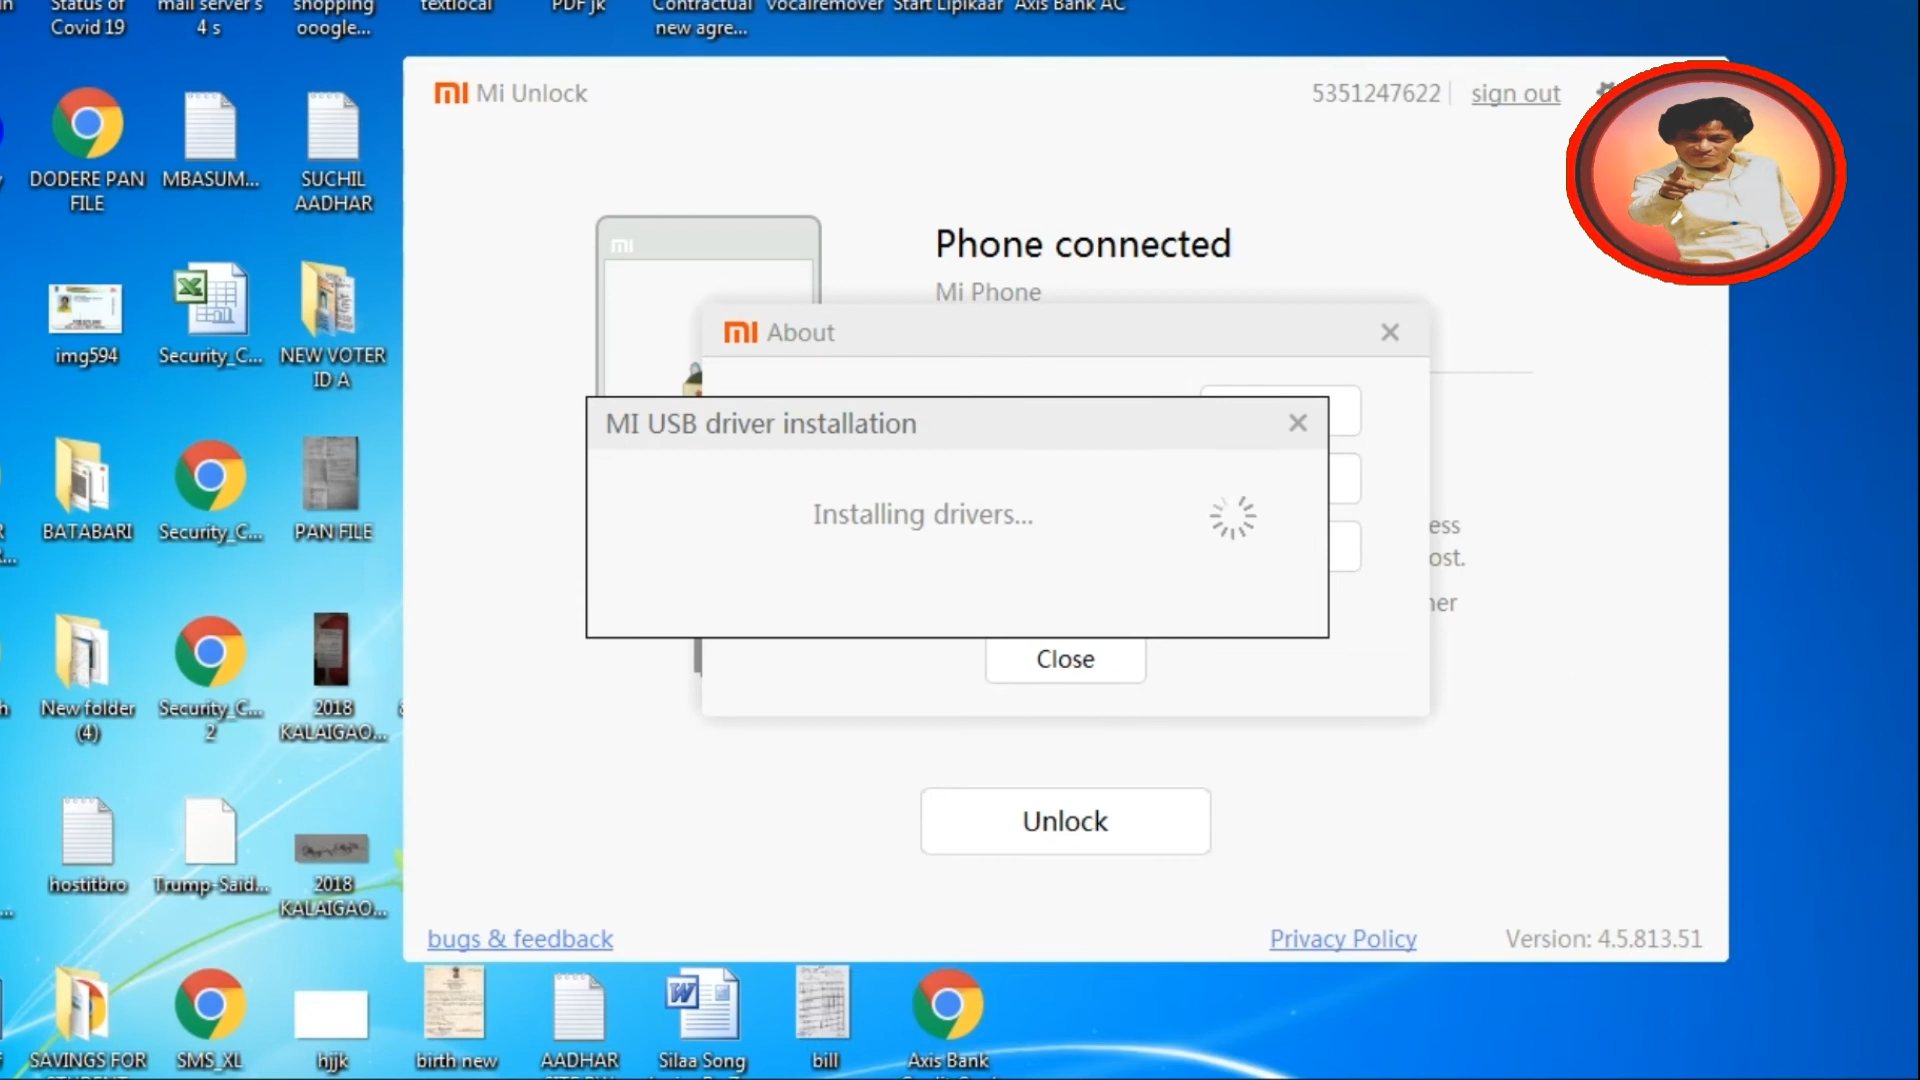 Status of
Covid 19
mail server's
4 s
shopping
ooogle...
textlocal
PDF jk
Contractual
new agre...
vocalremover
Start Lipikaar
Axis Bank AC
DODERE PAN
FILE
MBASUM...
SUCHIL
AADHAR
img594
Security_C...
NEW VOTER
ID A
BATABARI
Security_C...
PAN FILE
New folder
(4)
Security_C...
2
2018
KALAIGAO...
hostitbro
Trump-Said...
2018
KALAIGAO...
SAVINGS FOR
SMS_XL
hjjk
birth new
AADHAR
Silaa Song
bill
Axis Bank
Mi Unlock
5351247622
sign out
Phone connected
Mi Phone
About
MI USB driver installation
Installing drivers...
ess
ost.
her
Close
Unlock
bugs & feedback
Privacy Policy
Version: 4.5.813.51